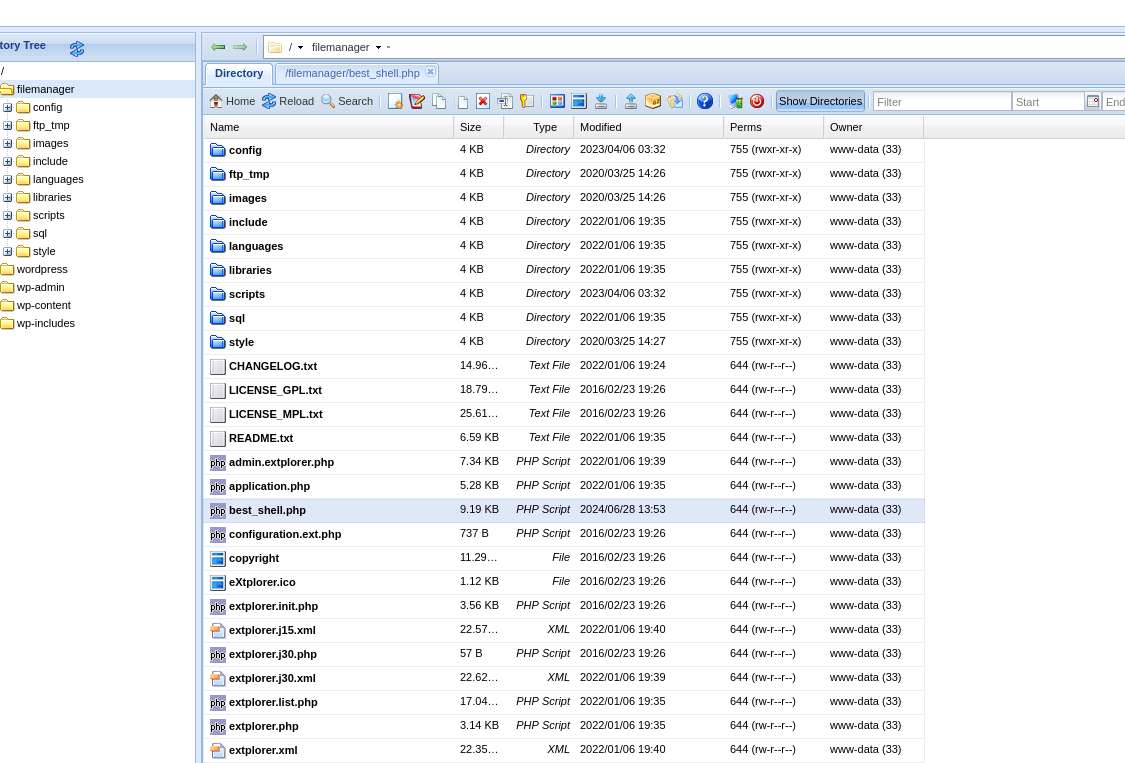 tory Tree
/
filemanager
config
ftp_tmp
images
include
languages
libraries
scripts
sql
style
wordpress
wp-admin
wp-content
wp-includes
/ filemanager -
Directory /filemanager/best_shell.php
Home Reload Search Show Directories Filter Start End
Name Size Type Modified Perms Owner
config 4 KB Directory 2023/04/06 03:32 755 (rwxr-xr-x) www-data (33)
ftp_tmp 4 KB Directory 2020/03/25 14:26 755 (rwxr-xr-x) www-data (33)
images 4 KB Directory 2020/03/25 14:26 755 (rwxr-xr-x) www-data (33)
include 4 KB Directory 2022/01/06 19:35 755 (rwxr-xr-x) www-data (33)
languages 4 KB Directory 2022/01/06 19:35 755 (rwxr-xr-x) www-data (33)
libraries 4 KB Directory 2022/01/06 19:35 755 (rwxr-xr-x) www-data (33)
scripts 4 KB Directory 2023/04/06 03:32 755 (rwxr-xr-x) www-data (33)
sql 4 KB Directory 2022/01/06 19:35 755 (rwxr-xr-x) www-data (33)
style 4 KB Directory 2020/03/25 14:27 755 (rwxr-xr-x) www-data (33)
CHANGELOG.txt 14.96... Text File 2022/01/06 19:24 644 (rw-r--r--) www-data (33)
LICENSE_GPL.txt 18.79... Text File 2016/02/23 19:26 644 (rw-r--r--) www-data (33)
LICENSE_MPL.txt 25.61... Text File 2016/02/23 19:26 644 (rw-r--r--) www-data (33)
README.txt 6.59 KB Text File 2022/01/06 19:35 644 (rw-r--r--) www-data (33)
php admin.extplorer.php 7.34 KB PHP Script 2022/01/06 19:39 644 (rw-r--r--) www-data (33)
php application.php 5.28 KB PHP Script 2022/01/06 19:35 644 (rw-r--r--) www-data (33)
php best_shell.php 9.19 KB PHP Script 2024/06/28 13:53 644 (rw-r--r--) www-data (33)
php configuration.ext.php 737 B PHP Script 2016/02/23 19:26 644 (rw-r--r--) www-data (33)
copyright 11.29... File 2016/02/23 19:26 644 (rw-r--r--) www-data (33)
eXtplorer.ico 1.12 KB File 2016/02/23 19:26 644 (rw-r--r--) www-data (33)
php extplorer.init.php 3.56 KB PHP Script 2016/02/23 19:26 644 (rw-r--r--) www-data (33)
extplorer.j15.xml 22.57... XML 2022/01/06 19:40 644 (rw-r--r--) www-data (33)
php extplorer.j30.php 57 B PHP Script 2016/02/23 19:26 644 (rw-r--r--) www-data (33)
extplorer.j30.xml 22.62... XML 2022/01/06 19:39 644 (rw-r--r--) www-data (33)
php extplorer.list.php 17.04... PHP Script 2022/01/06 19:35 644 (rw-r--r--) www-data (33)
php extplorer.php 3.14 KB PHP Script 2022/01/06 19:35 644 (rw-r--r--) www-data (33)
extplorer.xml 22.35... XML 2022/01/06 19:40 644 (rw-r--r--) www-data (33)